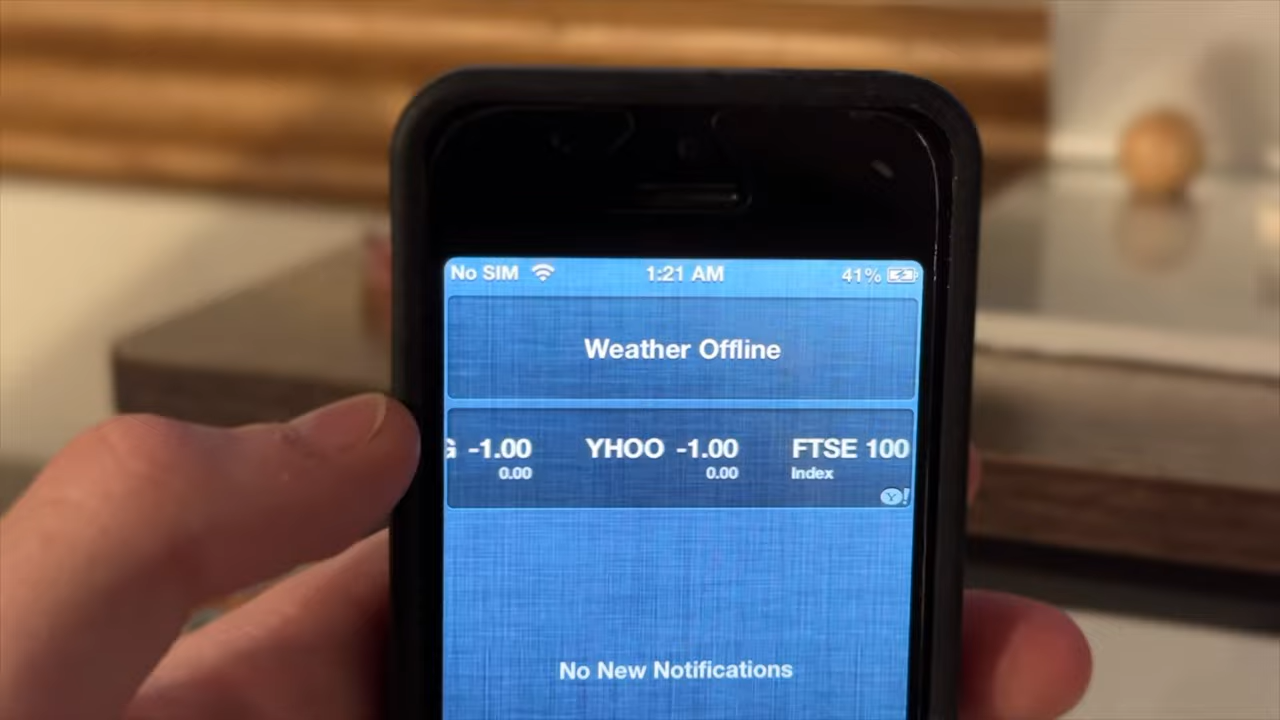 No SIM 1:21 AM 41%
Weather Offline
G -1.00 YHOO -1.00 FTSE 100
0.00 0.00 Index
Y!
No New Notifications